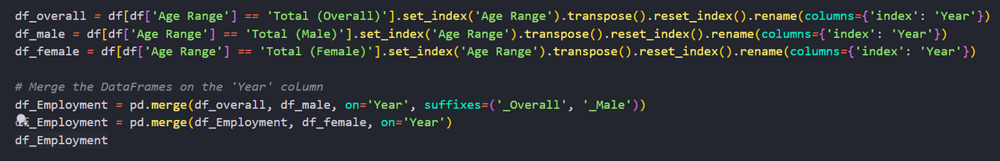 df_overall = df[df['Age Range'] == 'Total (Overall)'].set_index('Age Range').transpose().reset_index().rename(columns={'index': 'Year'})
df_male = df[df['Age Range'] == 'Total (Male)'].set_index('Age Range').transpose().reset_index().rename(columns={'index': 'Year'})
df_female = df[df['Age Range'] == 'Total (Female)'].set_index('Age Range').transpose().reset_index().rename(columns={'index': 'Year'})
# Merge the DataFrames on the 'Year' column
df_Employment = pd.merge(df_overall, df_male, on='Year', suffixes=('_Overall', '_Male'))
df_Employment = pd.merge(df_Employment, df_female, on='Year')
df_Employment